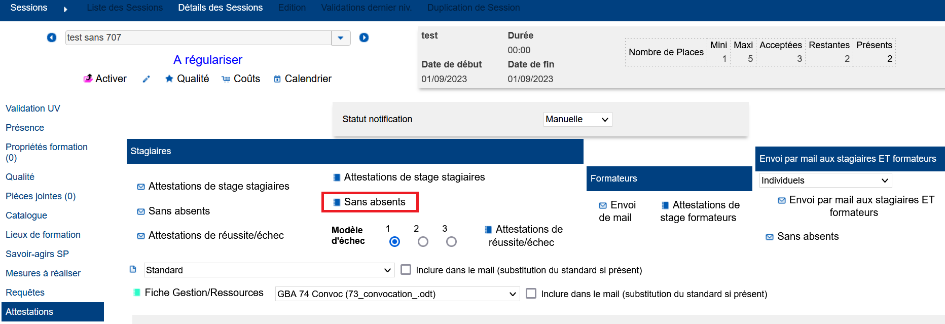 Sessions Liste des Sessions Détails des Sessions Edition Validations dernier niv. Duplication de Session
test sans 707
A régulariser
Activer Qualité Coûts Calendrier
test Durée
00:00
Date de début Date de fin
01/09/2023 01/09/2023
Mini Maxi Acceptées Restantes Présents
Nombre de Places 1 5 3 2 2
Validation UV
Présence
Propriétés formation
(0)
Qualité
Pièces jointes (0)
Catalogue
Lieux de formation
Savoir-agirs SP
Mesures à réaliser
Requêtes
Attestations
Statut notification Manuelle
Stagiaires
Attestations de stage stagiaires
Sans absents
Attestations de réussite/échec
Attestations de stage stagiaires
Sans absents
Modèle
d'échec
1 2 3
Attestations de
réussite/échec
Formateurs
Envoi
de mail
Attestations de
stage formateurs
Envoi par mail aux stagiaires ET formateurs
Individuels
Envoi par mail aux stagiaires ET
formateurs
Sans absents
Standard Inclure dans le mail (substitution du standard si présent)
Fiche Gestion/Ressources GBA 74 Convoc (73_convocation_.odt) Inclure dans le mail (substitution du standard si présent)